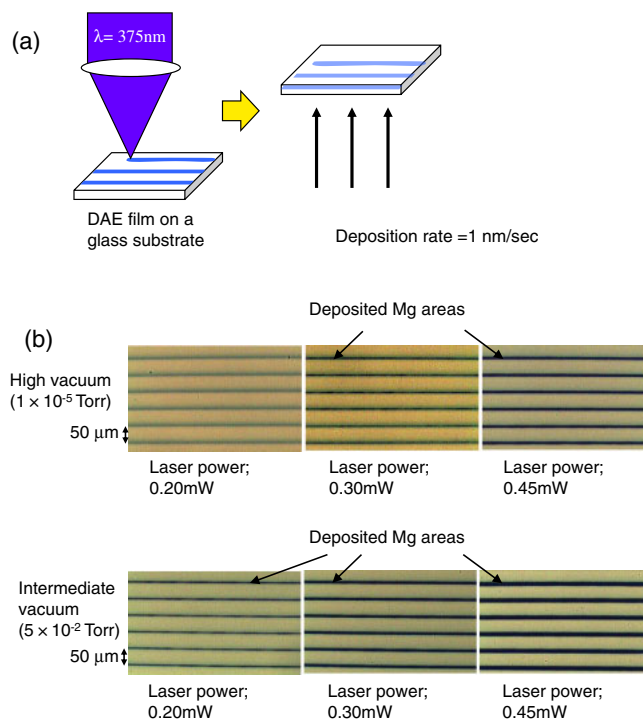 (a)
λ= 375nm
DAE film on a
glass substrate
Deposition rate =1 nm/sec
(b)
Deposited Mg areas
High vacuum
(1 × 10⁻⁵ Torr)
50 μm
Laser power;
0.20mW
Laser power;
0.30mW
Laser power;
0.45mW
Deposited Mg areas
Intermediate
vacuum
(5 × 10⁻² Torr)
50 μm
Laser power;
0.20mW
Laser power;
0.30mW
Laser power;
0.45mW